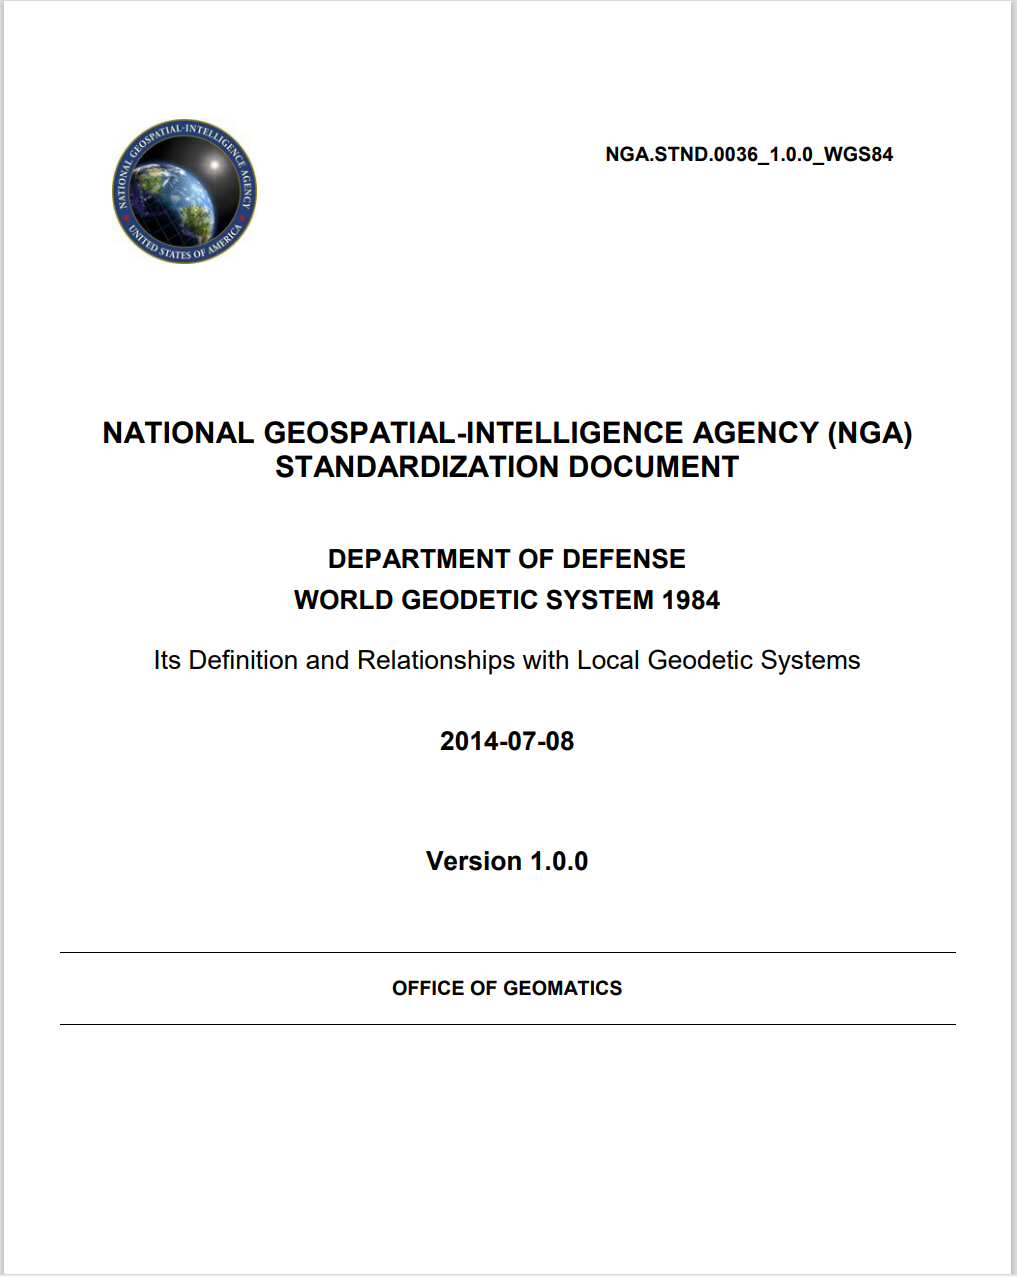 NATIONAL GEOSPATIAL-INTELLIGENCE AGENCY
UNITED STATES OF AMERICA
NGA.STND.0036_1.0.0_WGS84
NATIONAL GEOSPATIAL-INTELLIGENCE AGENCY (NGA)
STANDARDIZATION DOCUMENT
DEPARTMENT OF DEFENSE
WORLD GEODETIC SYSTEM 1984
Its Definition and Relationships with Local Geodetic Systems
2014-07-08
Version 1.0.0
OFFICE OF GEOMATICS